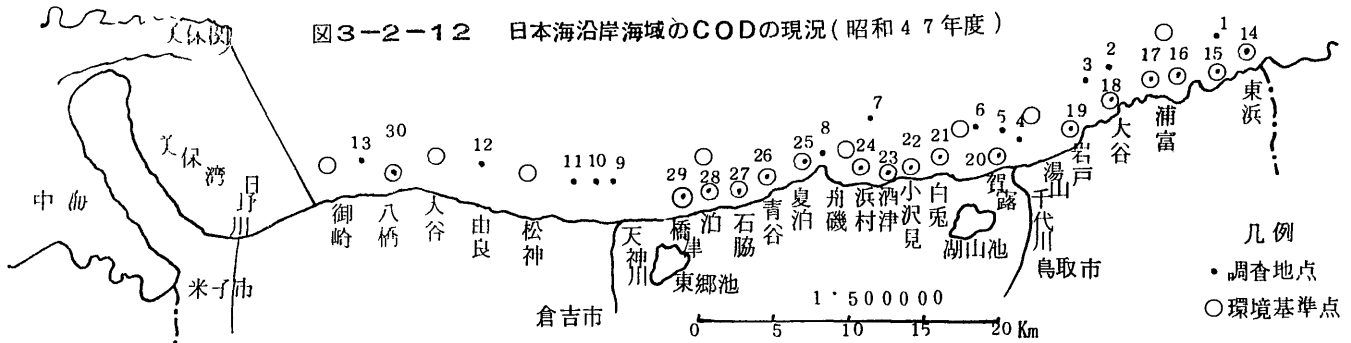 図3-2-12 日本海沿岸海域のCODの現況(昭和47年度)
美保関
美保湾
中海
日野川
米子市
13
30
12
11
10
9
29
28
27
26
25
8
7
24
23
22
21
6
5
4
20
19
3
2
18
17
16
1
15
14
御崎
八橋
大谷
由良
松神
天神川
橋津
泊
石脇
青谷
夏泊
舟磯
浜村
酒津
小沢見
白兎
賀露
千代川
湯山
岩戸
大谷
浦富
東浜
東郷池
湖山池
倉吉市
鳥取市
1:500000
0 5 10 15 20 Km
凡例
・調査地点
○環境基準点